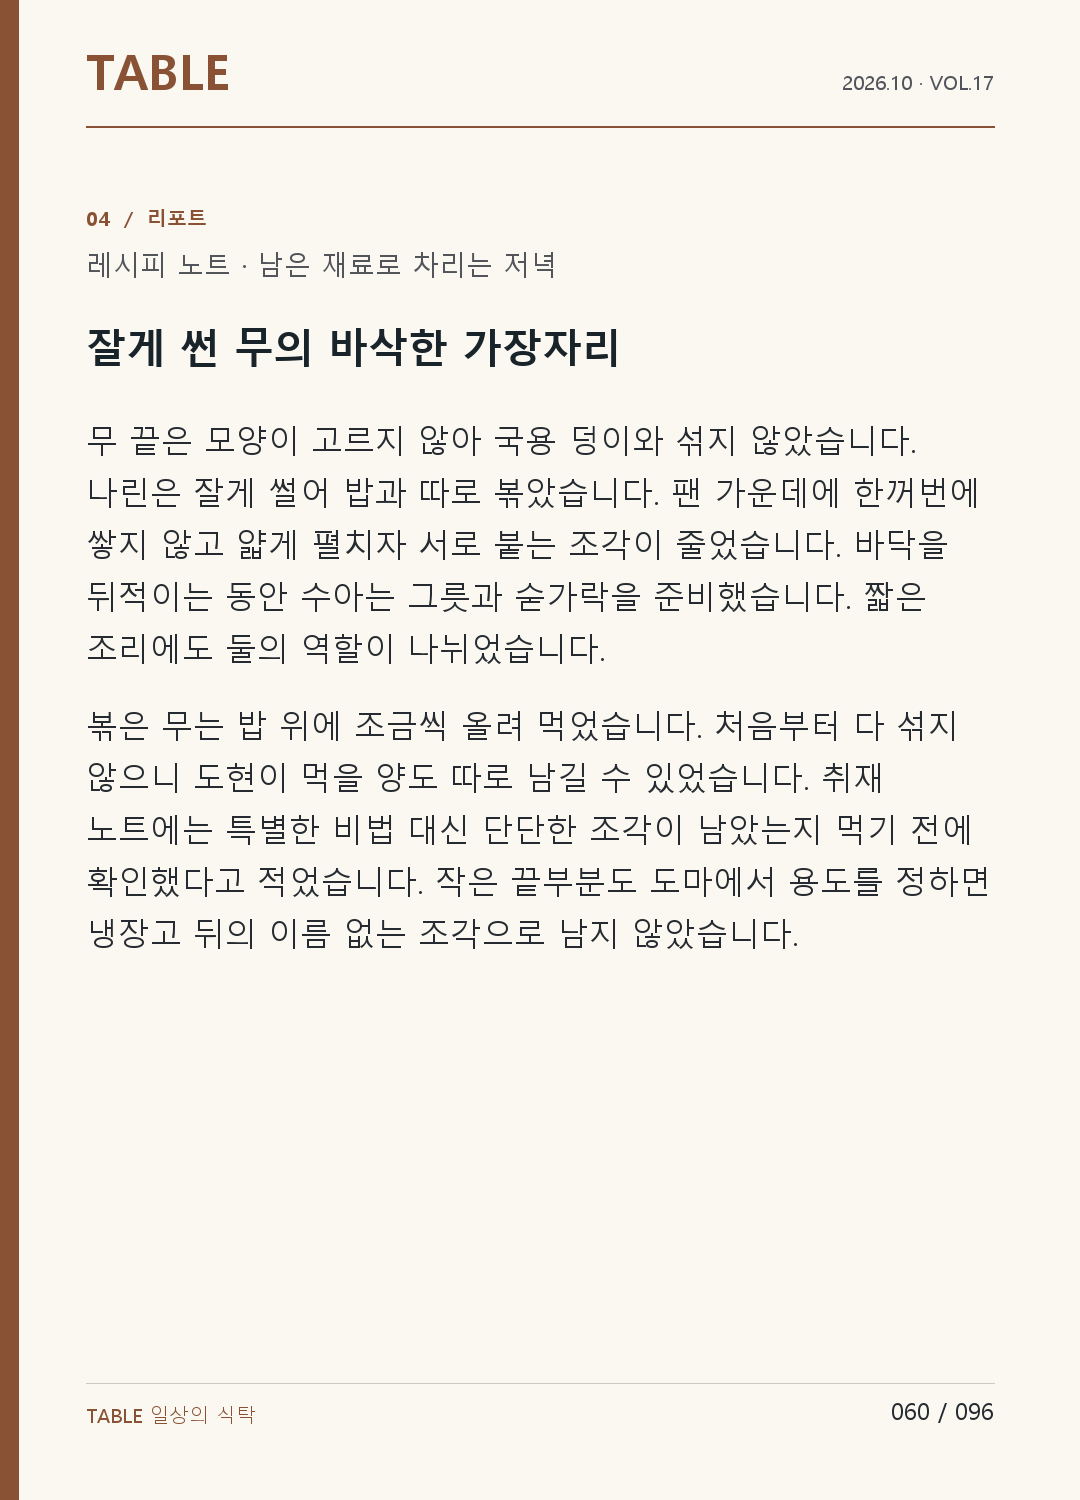 TABLE
2026.10 · VOL.17
04 / 리포트
레시피 노트 · 남은 재료로 차리는 저녁
잘게 썬 무의 바삭한 가장자리
무 끝은 모양이 고르지 않아 국용 덩이와 섞지 않았습니다.
나린은 잘게 썰어 밥과 따로 볶았습니다. 팬 가운데에 한꺼번에
쌓지 않고 얇게 펼치자 서로 붙는 조각이 줄었습니다. 바닥을
뒤적이는 동안 수아는 그릇과 숟가락을 준비했습니다. 짧은
조리에도 둘의 역할이 나뉘었습니다.
볶은 무는 밥 위에 조금씩 올려 먹었습니다. 처음부터 다 섞지
않으니 도현이 먹을 양도 따로 남길 수 있었습니다. 취재
노트에는 특별한 비법 대신 단단한 조각이 남았는지 먹기 전에
확인했다고 적었습니다. 작은 끝부분도 도마에서 용도를 정하면
냉장고 뒤의 이름 없는 조각으로 남지 않았습니다.
TABLE 일상의 식탁
060 / 096